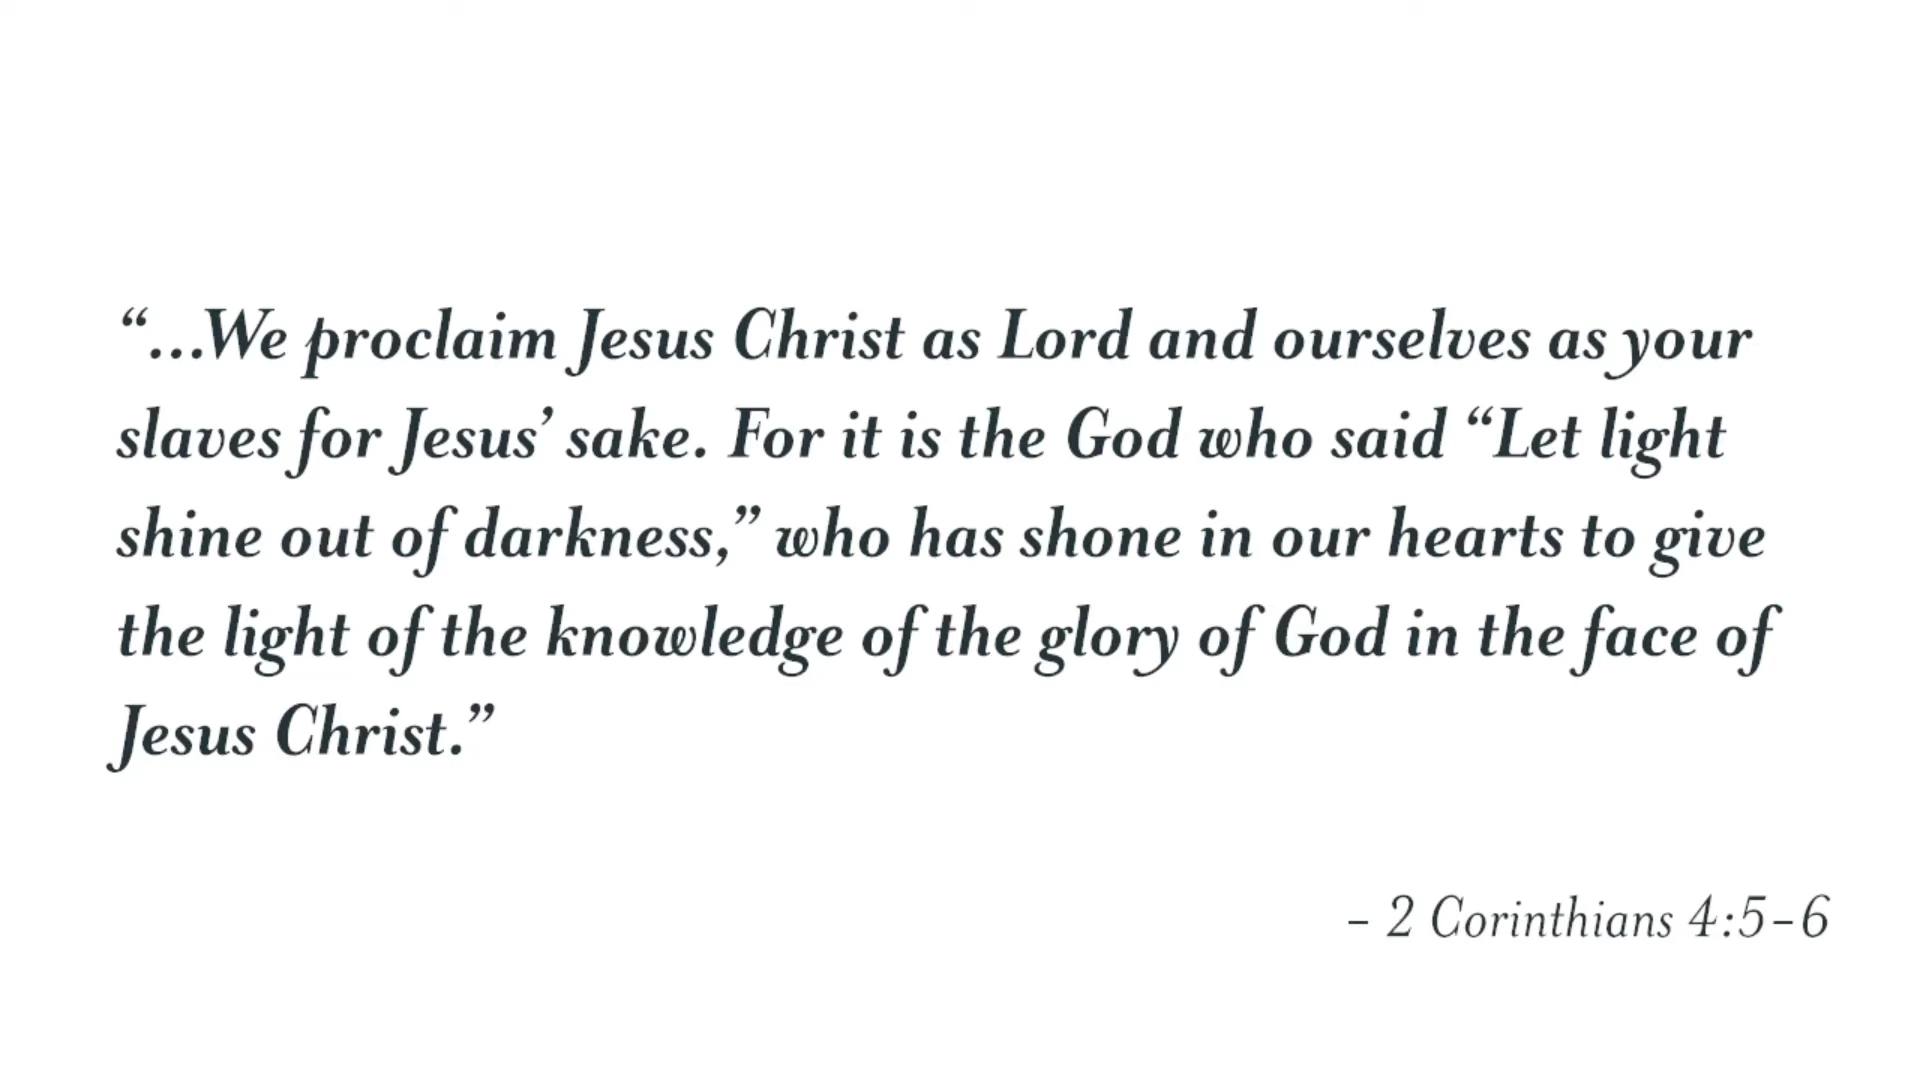 “...We proclaim Jesus Christ as Lord and ourselves as your
slaves for Jesus’ sake. For it is the God who said “Let light
shine out of darkness,” who has shone in our hearts to give
the light of the knowledge of the glory of God in the face of
Jesus Christ.”
– 2 Corinthians 4:5–6